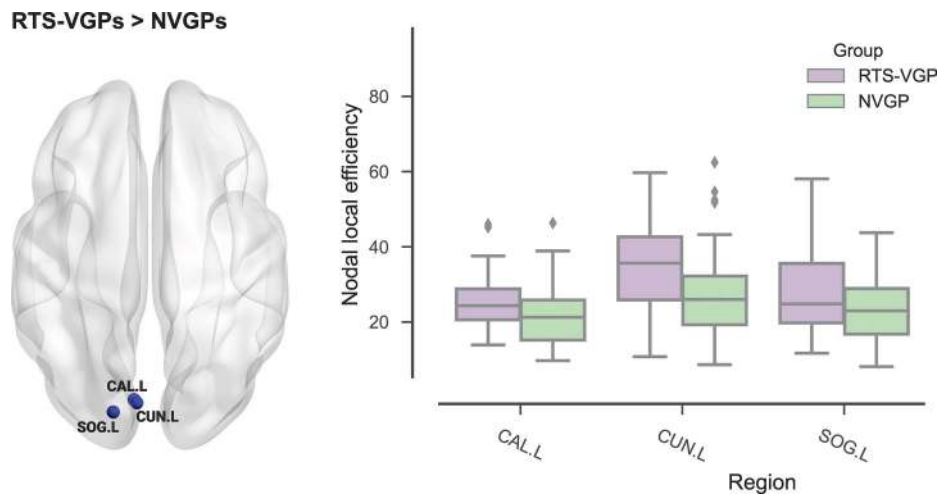 RTS-VGPs > NVGPs
CAL.L
CUN.L
SOG.L
Nodal local efficiency
80
60
40
20
Group
RTS-VGP
NVGP
CAL.L
CUN.L
SOG.L
Region